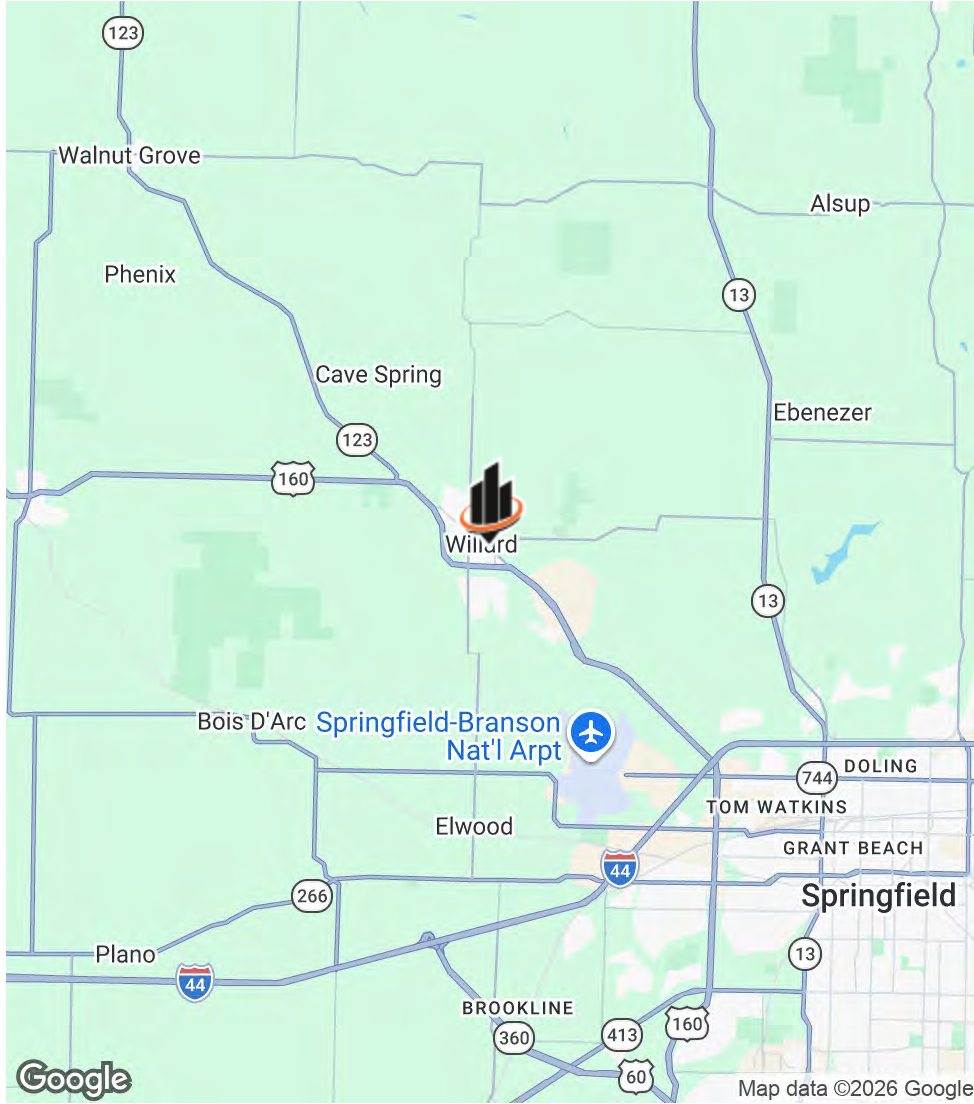 123
Walnut Grove
Alsup
Phenix
13
Cave Spring
Ebenezer
123
160
Willard
13
Bois D'Arc
Springfield-Branson
Nat'l Arpt
DOLING
744
TOM WATKINS
Elwood
GRANT BEACH
44
266
Springfield
Plano
13
44
BROOKLINE
160
413
360
60
Google
Map data ©2026 Google